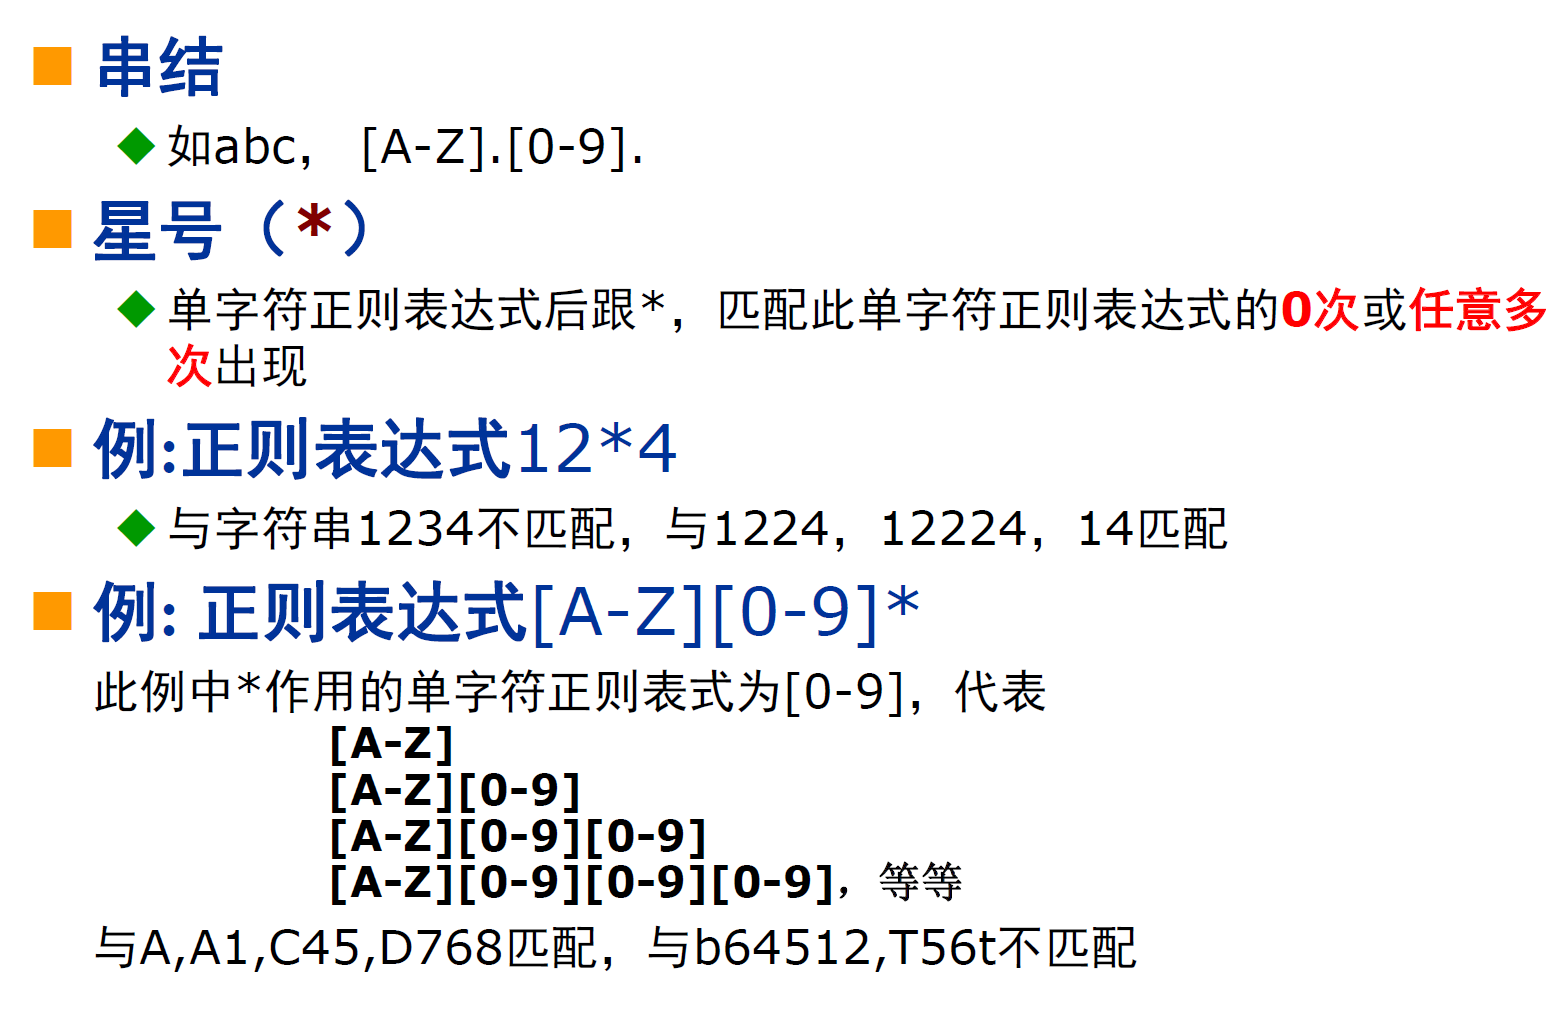 串结
如abc， [A-Z].[0-9].
星号（*）
单字符正则表达式后跟*，匹配此单字符正则表达式的0次或任意多
次出现
例:正则表达式12*4
与字符串1234不匹配，与1224，12224，14匹配
例: 正则表达式[A-Z][0-9]*
此例中*作用的单字符正则表式为[0-9]，代表
[A-Z]
[A-Z][0-9]
[A-Z][0-9][0-9]
[A-Z][0-9][0-9][0-9]，等等
与A,A1,C45,D768匹配，与b64512,T56t不匹配